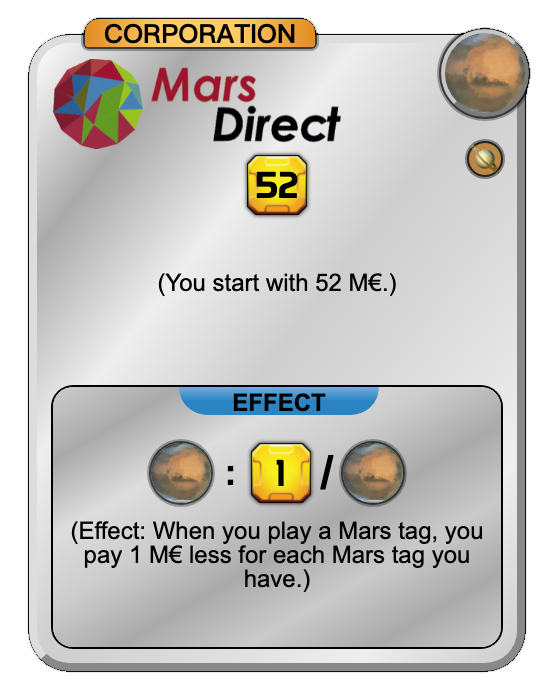 CORPORATION
Mars
Direct
52
(You start with 52 M€.)
EFFECT
: 1 /
(Effect: When you play a Mars tag, you
pay 1 M€ less for each Mars tag you
have.)